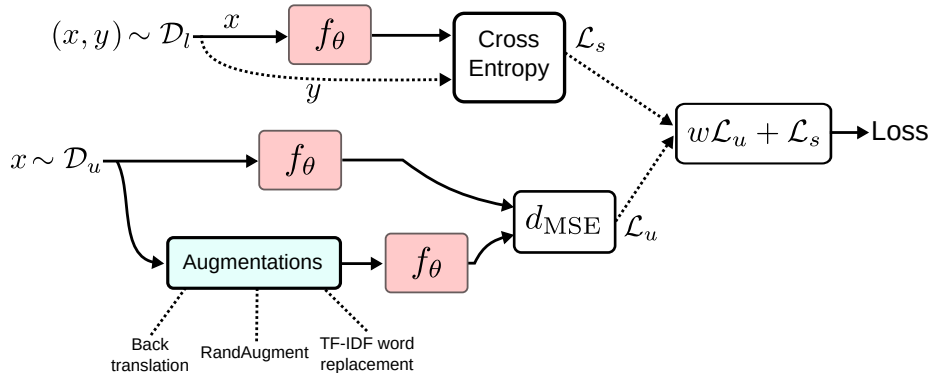 (x, y) ∼ 𝒟_l
x
f_θ
y
Cross
Entropy
ℒ_s
x ∼ 𝒟_u
f_θ
Augmentations
f_θ
d_MSE
ℒ_u
wℒ_u + ℒ_s
Loss
Back
translation
RandAugment
TF-IDF word
replacement